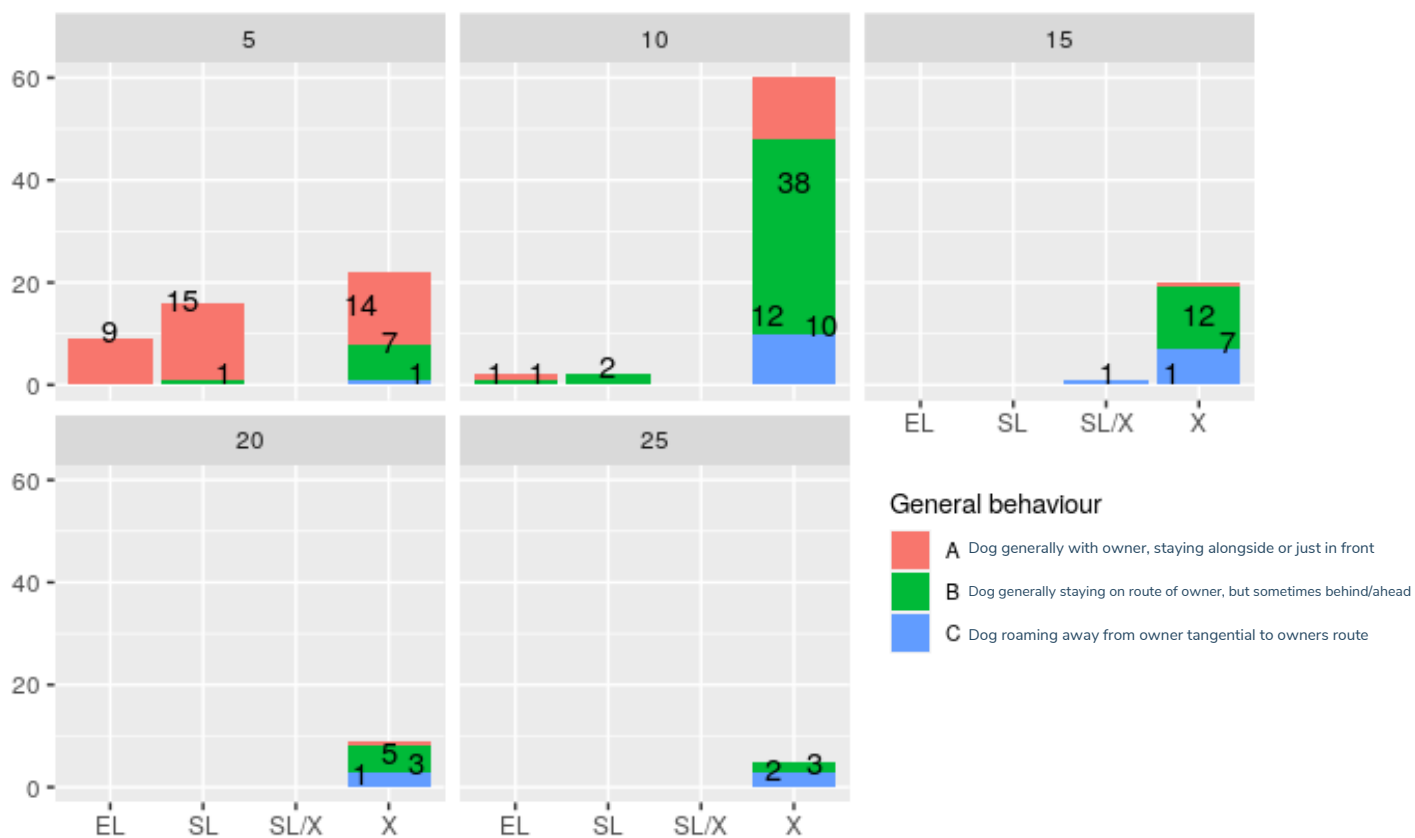 5
10
15
60
40
20
0
9
15
1
14
7
1
1
1
2
38
12
10
1
12
7
1
EL
SL
SL/X
X
20
25
60
40
20
0
1
5
3
2
3
EL
SL
SL/X
X
EL
SL
SL/X
X
General behaviour
A Dog generally with owner, staying alongside or just in front
B Dog generally staying on route of owner, but sometimes behind/ahead
C Dog roaming away from owner tangential to owners route